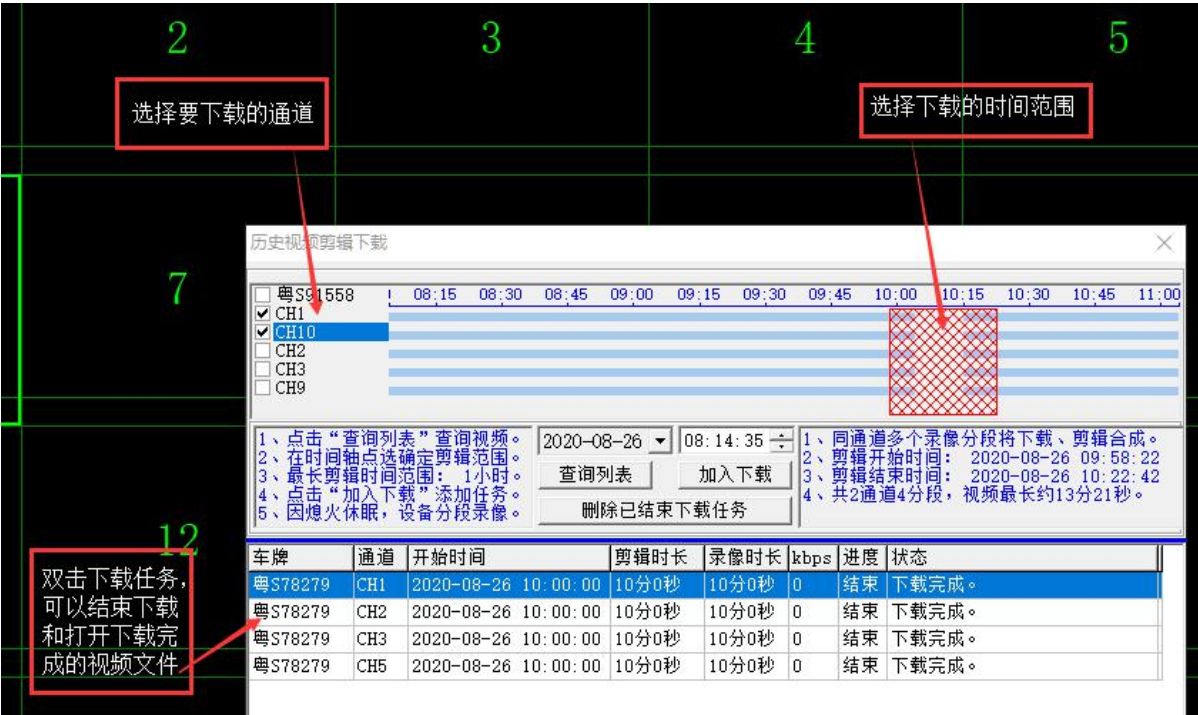 2 3 4 5
选择要下载的通道
选择下载的时间范围
7
历史视频剪辑下载
粤S91558
08:15 08:30 08:45 09:00 09:15 09:30 09:45 10:00 10:15 10:30 10:45 11:00
CH1
CH10
CH2
CH3
CH9
1、点击“查询列表”查询视频。
2、在时间轴点选确定剪辑范围。
3、最长剪辑时间范围： 1小时。
4、点击“加入下载”添加任务。
5、因熄火休眠，设备分段录像。
2020-08-26 08:14:35
查询列表 加入下载
删除已结束下载任务
1、同通道多个录像分段将下载、剪辑合成。
2、剪辑开始时间： 2020-08-26 09:58:22
3、剪辑结束时间： 2020-08-26 10:22:42
4、共2通道4分段，视频最长约13分21秒。
12
双击下载任务，
可以结束下载
和打开下载完
成的视频文件
车牌 通道 开始时间 剪辑时长 录像时长 kbps 进度 状态
粤S78279 CH1 2020-08-26 10:00:00 10分0秒 10分0秒 0 结束 下载完成。
粤S78279 CH2 2020-08-26 10:00:00 10分0秒 10分0秒 0 结束 下载完成。
粤S78279 CH3 2020-08-26 10:00:00 10分0秒 10分0秒 0 结束 下载完成。
粤S78279 CH5 2020-08-26 10:00:00 10分0秒 10分0秒 0 结束 下载完成。